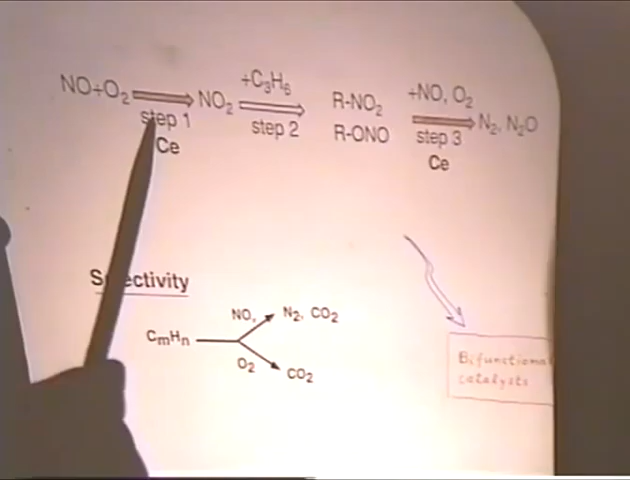 NO+O₂ ⟹ NO₂ +C₃H₆ ⟹ R-NO₂ +NO, O₂ ⟹ N₂, N₂O
step 1 step 2 R-ONO step 3
Ce Ce
Selectivity
CmHn
NO, N₂, CO₂
O₂ CO₂
Bifunctional
catalysts